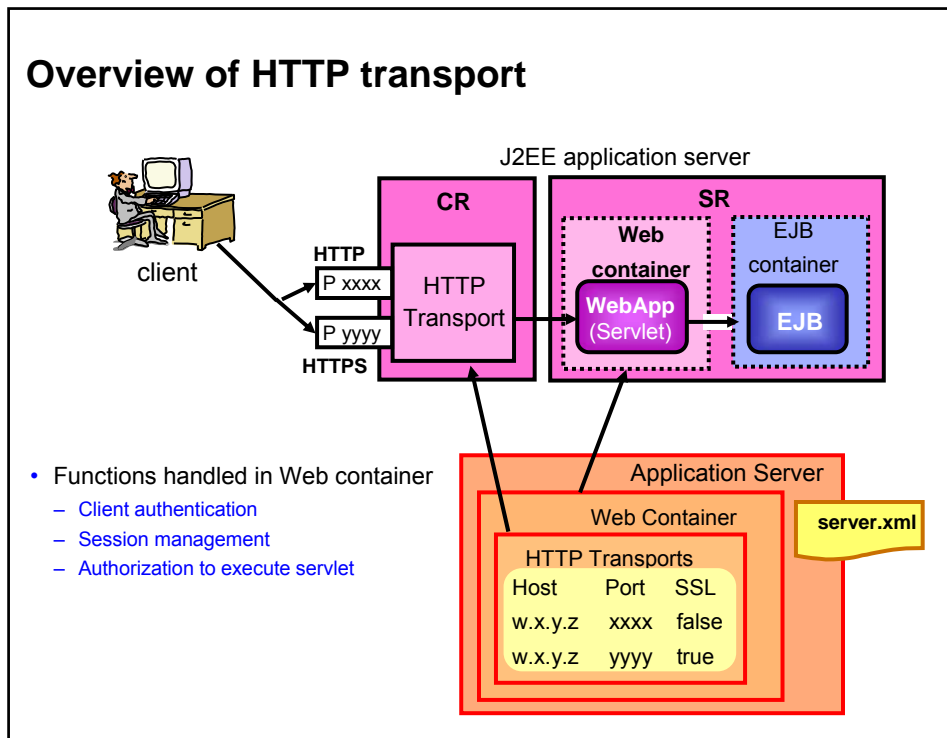 Overview of HTTP transport
J2EE application server
client
HTTP
P xxxx
P yyyy
HTTPS
CR
HTTP
Transport
SR
Web
container
WebApp
(Servlet)
EJB
container
EJB
• Functions handled in Web container
– Client authentication
– Session management
– Authorization to execute servlet
Application Server
Web Container
HTTP Transports
Host Port SSL
w.x.y.z xxxx false
w.x.y.z yyyy true
server.xml